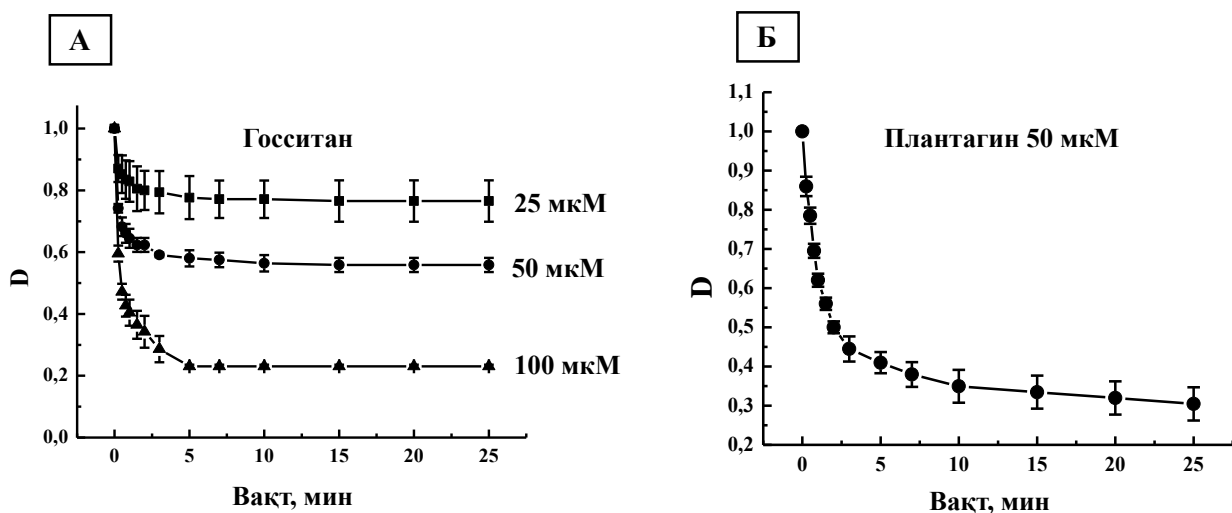 А
Госситан
1,0
0,8
0,6
0,4
0,2
0,0
D
25 мкМ
50 мкМ
100 мкМ
0 5 10 15 20 25
Вақт, мин
Б
Плантагин 50 мкМ
1,1
1,0
0,9
0,8
0,7
0,6
0,5
0,4
0,3
0,2
D
0 5 10 15 20 25
Вақт, мин